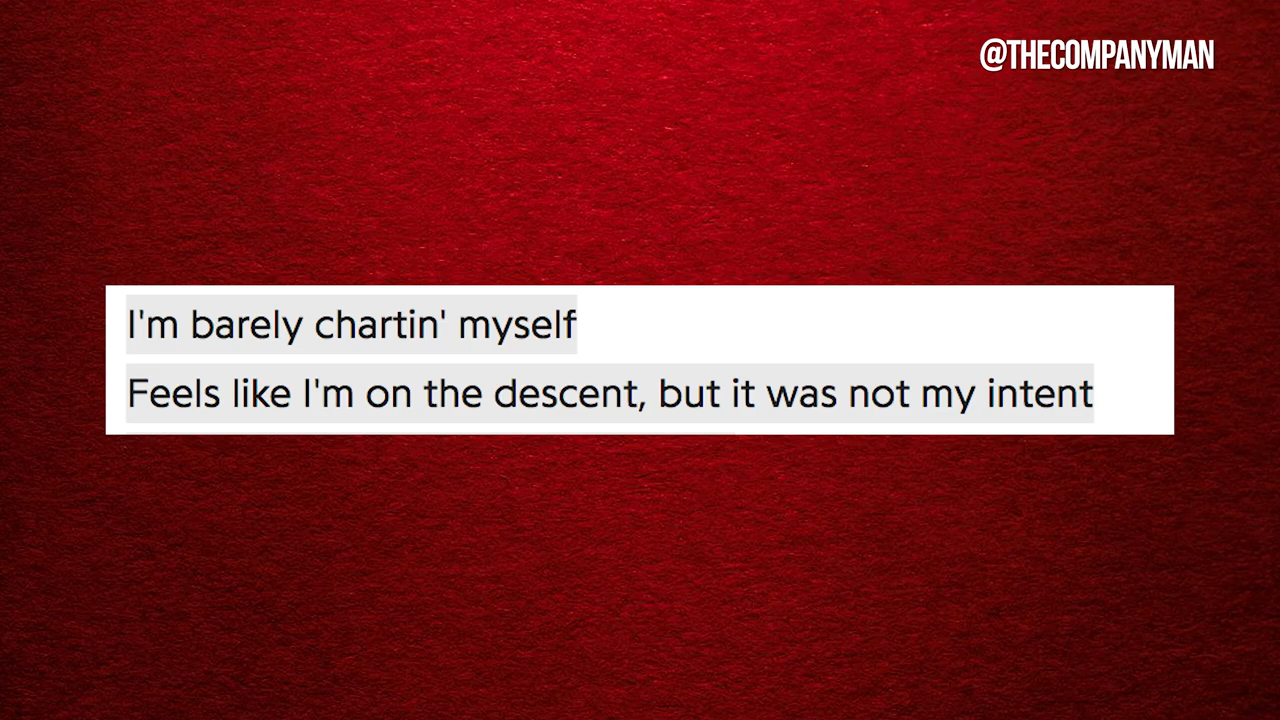 @THECOMPANYMAN
I'm barely chartin' myself
Feels like I'm on the descent, but it was not my intent